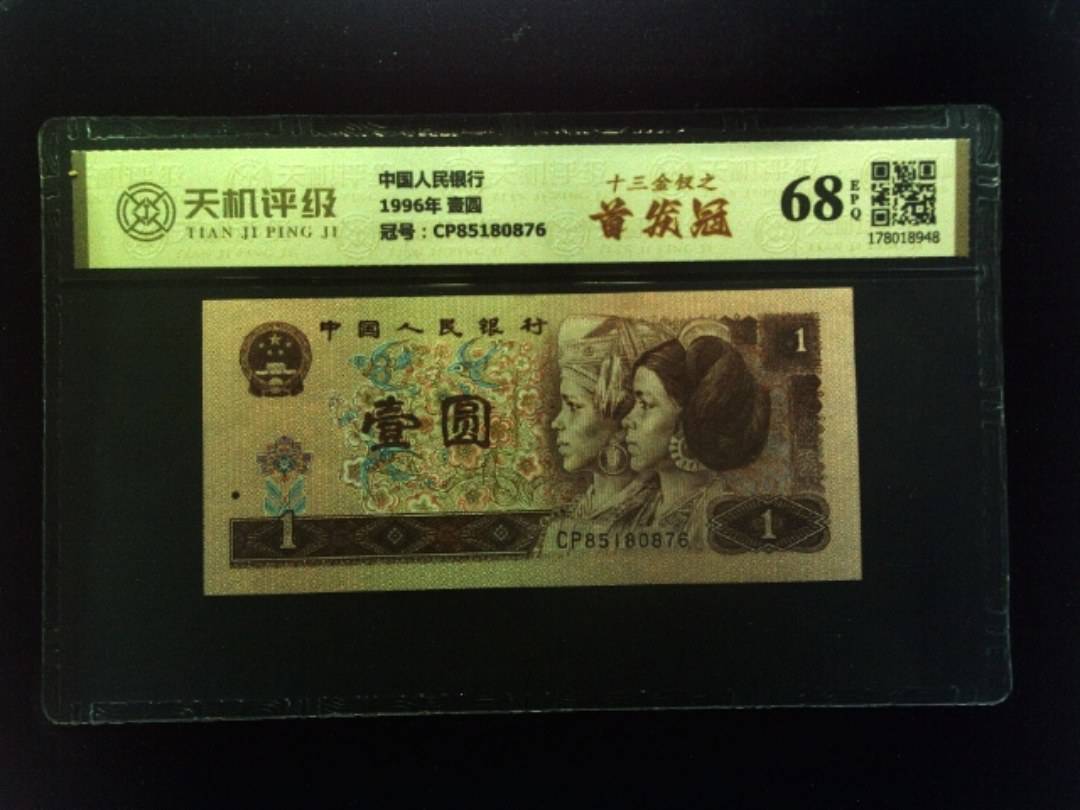 天机评级
TIAN JI PING JI
中国人民银行
1996年 壹圆
冠号：CP85180876
十三金钗之
首发冠
68 EPQ
178018948
中国人民银行
壹圆
1
1
1
CP85180876